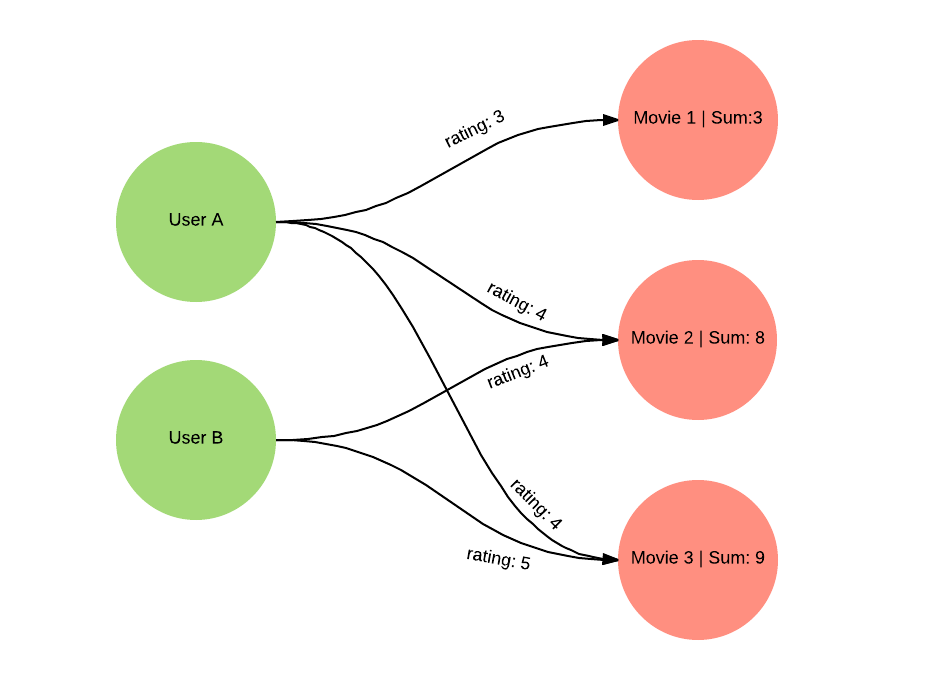 rating: 3
Movie 1 | Sum:3
User A
rating: 4
Movie 2 | Sum: 8
rating: 4
User B
rating: 4
rating: 5
Movie 3 | Sum: 9